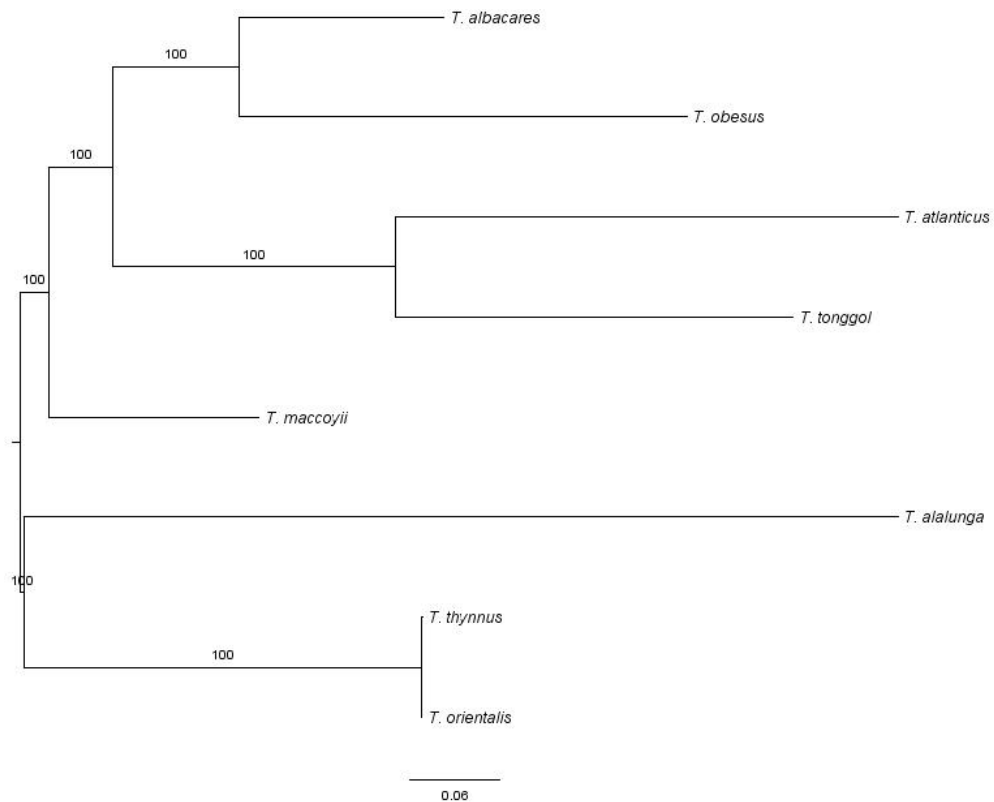 T. albacares
100
T. obesus
100
T. atlanticus
100
100
T. tonggol
T. maccoyii
T. alalunga
100
T. thynnus
100
T. orientalis
0.06